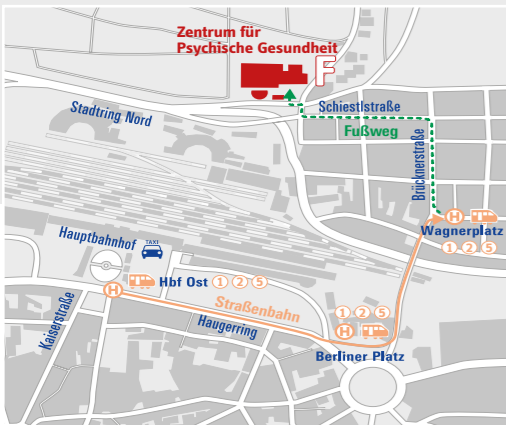 Zentrum für
Psychische Gesundheit
F
Schiestlstraße
Stadtring Nord
Fußweg
Brücknerstraße
H
Wagnerplatz
1 2 5
Hauptbahnhof
TAXI
H
Hbf Ost 1 2 5
Straßenbahn
Haugerring
Kaiserstraße
1 2 5
H
Berliner Platz